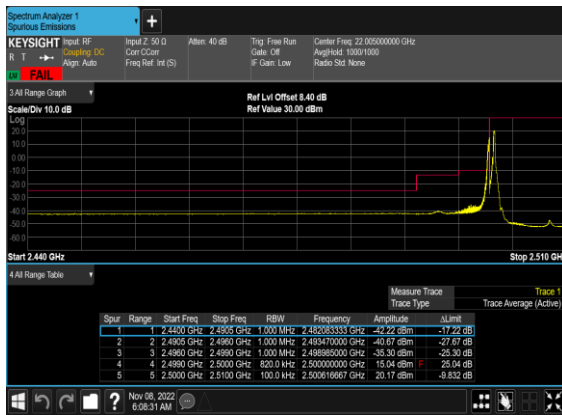 Spectrum Analyzer 1
Spurious Emissions
KEYSIGHT Input: RF
R T Coupling: DC
Align: Auto
LW FAIL
Input Z: 50 Ω
Corr CCorr
Freq Ref: Int (S)
Atten: 40 dB
Trig: Free Run
Gate: Off
IF Gain: Low
Center Freq: 22.005000000 GHz
Avg|Hold: 1000/1000
Radio Std: None
3 All Range Graph
Scale/Div 10.0 dB
Ref Lvl Offset 8.40 dB
Ref Value 30.00 dBm
Log
20.0
10.0
0.00
-10.0
-20.0
-30.0
-40.0
-50.0
-60.0
Start 2.440 GHz Stop 2.510 GH
4 All Range Table
Measure Trace Trace 1
Trace Type Trace Average (Active)
Spur Range Start Freq Stop Freq RBW Frequency Amplitude ΔLimit
1 1 2.4400 GHz 2.4905 GHz 1.000 MHz 2.482083333 GHz -42.22 dBm -17.22 dB
2 2 2.4905 GHz 2.4960 GHz 1.000 MHz 2.493470000 GHz -40.67 dBm -27.67 dB
3 3 2.4960 GHz 2.4990 GHz 1.000 MHz 2.498985000 GHz -35.30 dBm -25.30 dB
4 4 2.4990 GHz 2.5000 GHz 820.0 kHz 2.500000000 GHz 15.04 dBm F 25.04 dB
5 5 2.5000 GHz 2.5100 GHz 100.0 kHz 2.500616667 GHz 20.17 dBm -9.832 dB
Nov 08, 2022
6:08:31 AM